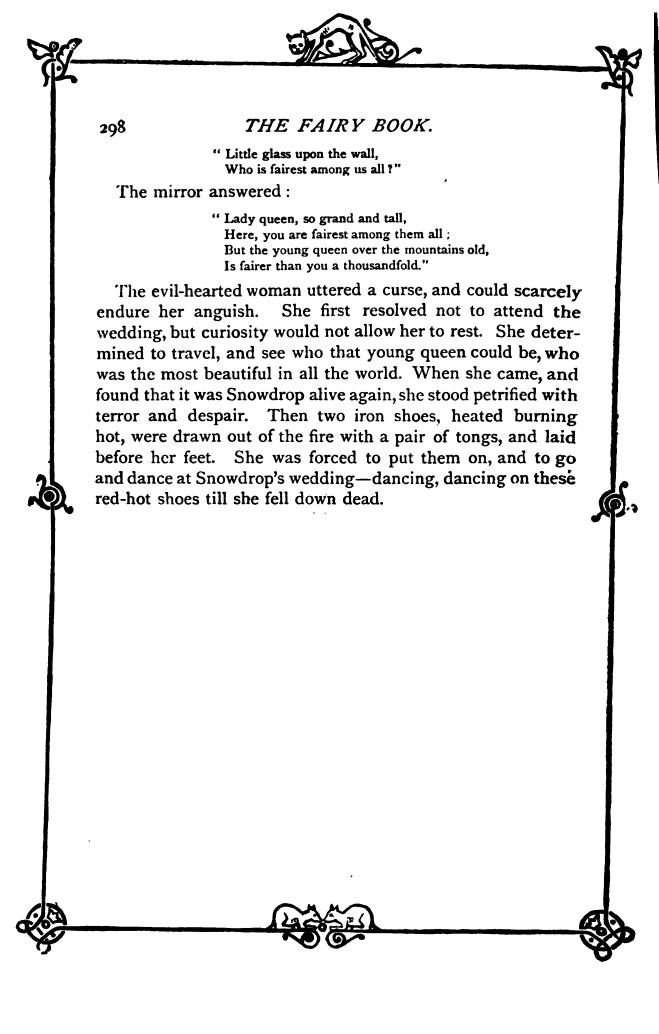 298 THE FAIRY BOOK.
" Little glass upon the wall,
Who is fairest among us all ? "
The mirror answered :
" Lady queen, so grand and tall,
Here, you are fairest among them all ;
But the young queen over the mountains old,
Is fairer than you a thousandfold."
The evil-hearted woman uttered a curse, and could scarcely
endure her anguish. She first resolved not to attend the
wedding, but curiosity would not allow her to rest. She deter-
mined to travel, and see who that young queen could be, who
was the most beautiful in all the world. When she came, and
found that it was Snowdrop alive again, she stood petrified with
terror and despair. Then two iron shoes, heated burning
hot, were drawn out of the fire with a pair of tongs, and laid
before her feet. She was forced to put them on, and to go
and dance at Snowdrop's wedding—dancing, dancing on these
red-hot shoes till she fell down dead.